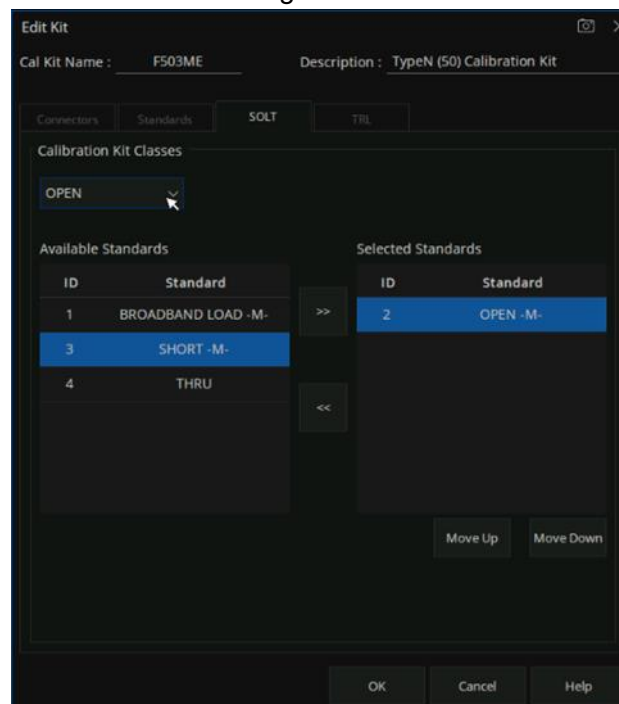 Edit Kit
Cal Kit Name : F503ME Description : TypeN (50) Calibration Kit
Connectors Standards SOLT TRL
Calibration Kit Classes
OPEN
Available Standards Selected Standards
ID Standard ID Standard
1 BROADBAND LOAD -M- >> 2 OPEN -M-
3 SHORT -M-
4 THRU
<<
Move Up Move Down
OK Cancel Help